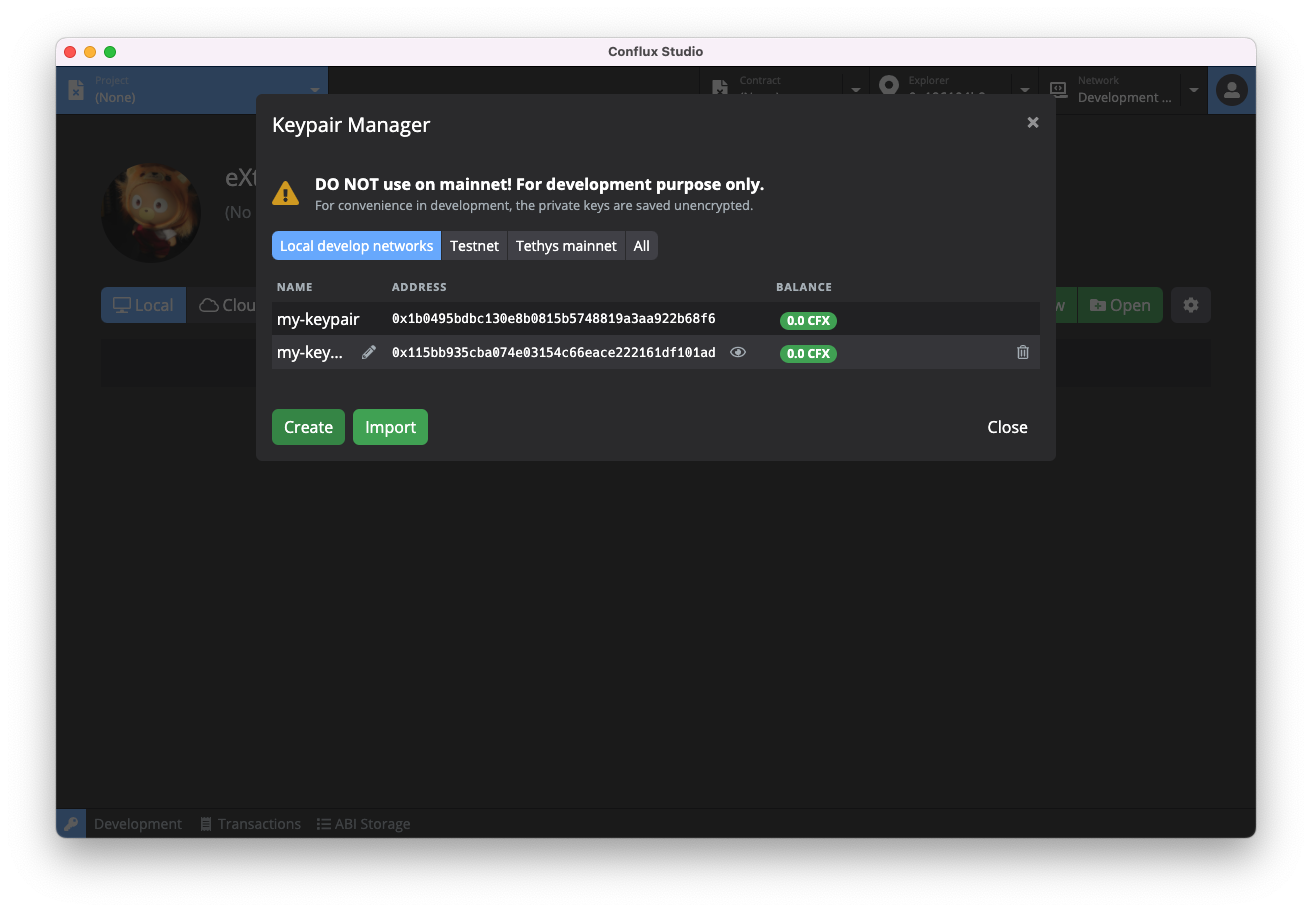 Conflux Studio
Project
(None)
Contract
Explorer
Network
Development ...
Keypair Manager
DO NOT use on mainnet! For development purpose only.
For convenience in development, the private keys are saved unencrypted.
Local develop networks Testnet Tethys mainnet All
NAME ADDRESS BALANCE
my-keypair 0x1b0495bdbc130e8b0815b5748819a3aa922b68f6 0.0 CFX
my-key... 0x115bb935cba074e03154c66eace222161df101ad 0.0 CFX
Create Import Close
eXt
(No
Local Clou
w Open
Development Transactions ABI Storage